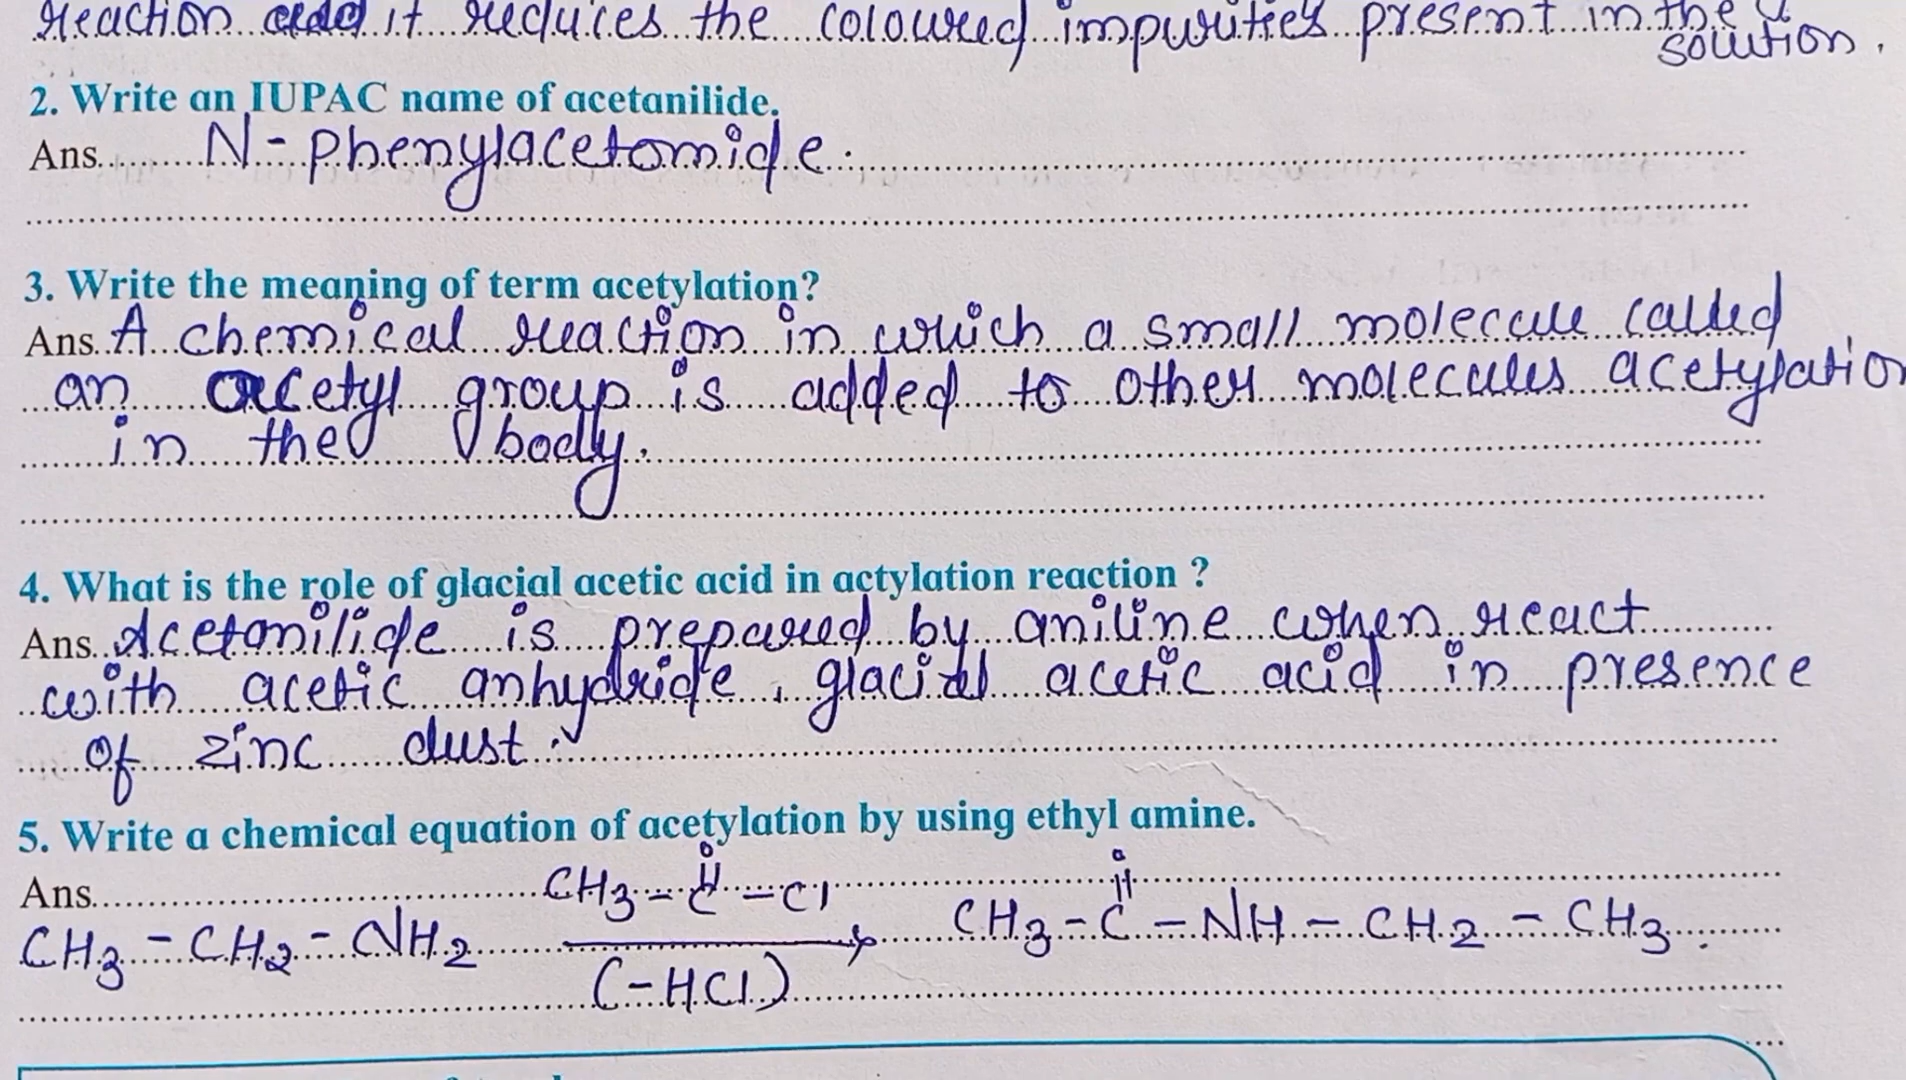 reaction and it reduces the coloured impurities present in the
solution.
2. Write an IUPAC name of acetanilide.
Ans. N-phenylacetomide.
3. Write the meaning of term acetylation?
Ans. A chemical reaction in which a small molecule called
an acetyl group is added to other molecules acetylation
in the body.
4. What is the role of glacial acetic acid in actylation reaction ?
Ans. Acetonilide is prepared by aniline when react
with acetic anhydride, glacial acetic acid in presence
of zinc dust.
5. Write a chemical equation of acetylation by using ethyl amine.
Ans.
O
||
CH3-C-Cl
CH3-CH2-NH2 → CH3-C-NH-CH2-CH3.
O
||
(-HCl)